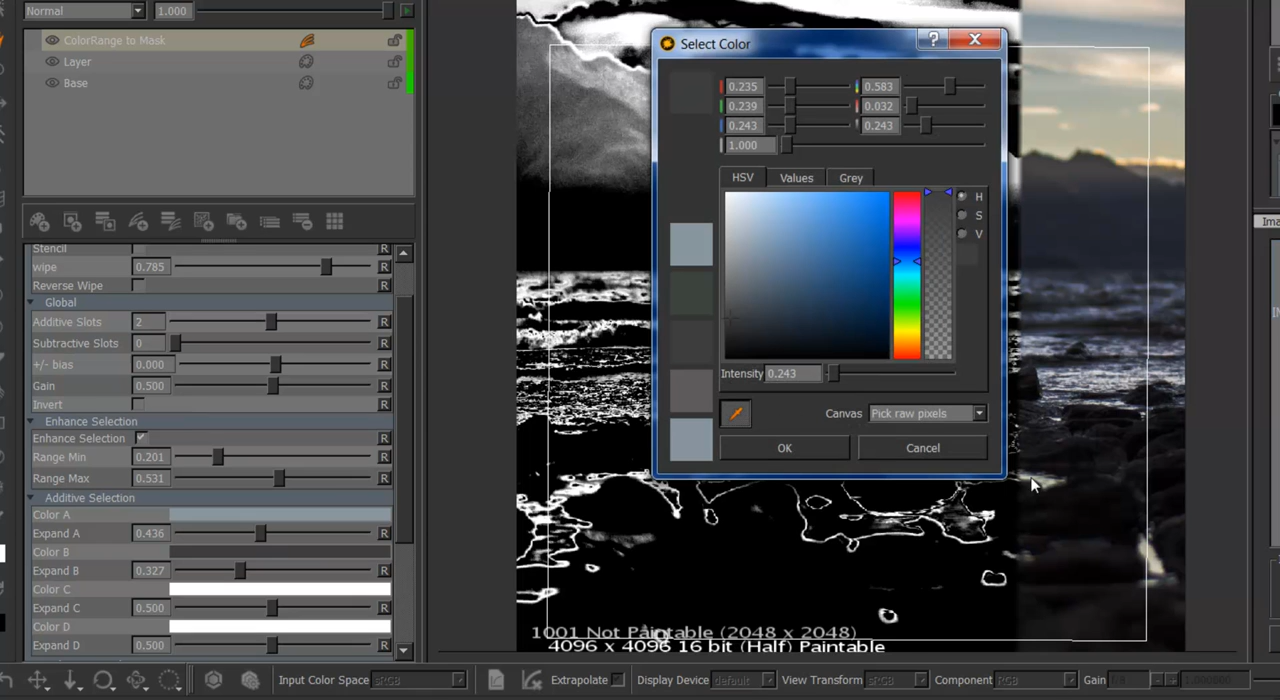 Normal 1.000
ColorRange to Mask
Layer
Base
Stencil R
wipe 0.785 R
Reverse Wipe R
Global
Additive Slots 2 R
Subtractive Slots 0 R
+/- bias 0.000 R
Gain 0.500 R
Invert R
Enhance Selection
Enhance Selection R
Range Min 0.201 R
Range Max 0.531 R
Additive Selection
Color A
Expand A 0.436 R
Color B
Expand B 0.327 R
Color C
Expand C 0.500 R
Color D
Expand D 0.500 R
Select Color
?
0.235 0.583
0.239 0.032
0.243 0.243
1.000
HSV Values Grey
H
S
V
Intensity 0.243
Canvas Pick raw pixels
OK Cancel
Ima
1001 Not Paintable (2048 x 2048)
4096 x 4096 16 bit (Half) Paintable
Input Color Space sRGB Extrapolate Display Device default View Transform sRGB Component RGB Gain